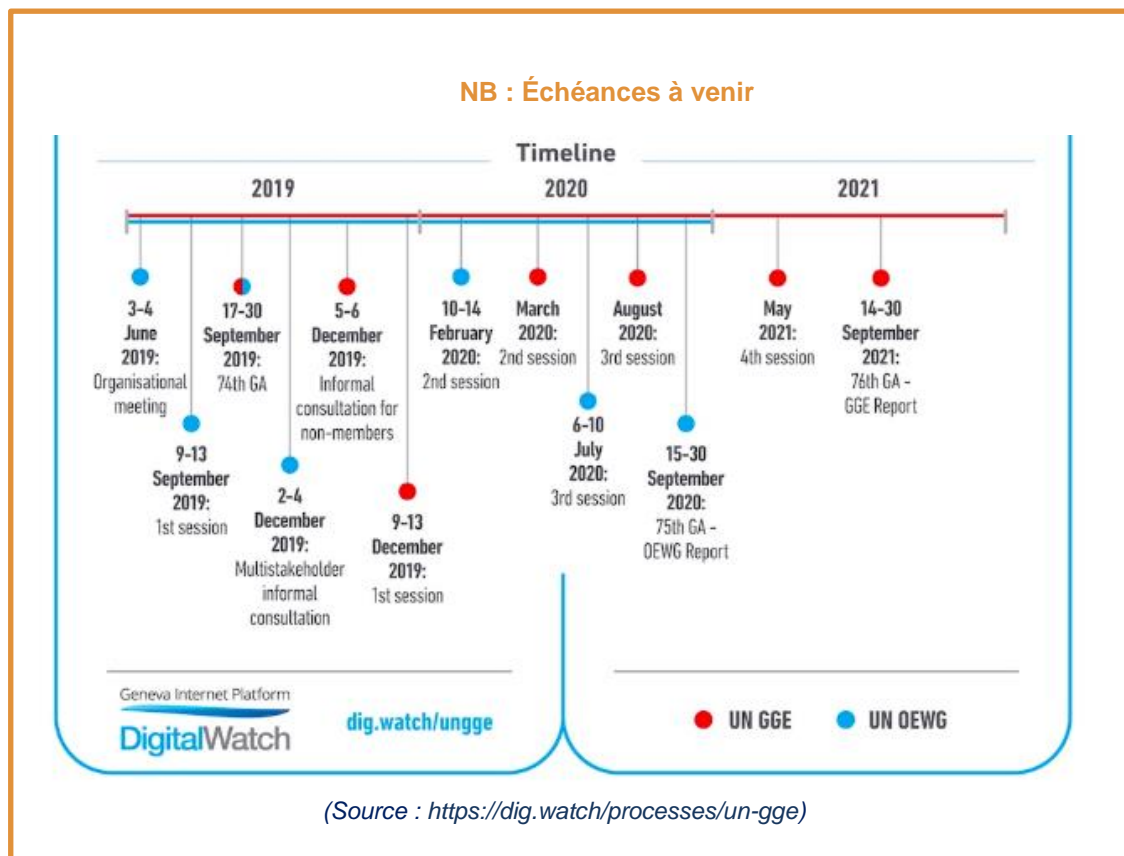 NB : Échéances à venir
Timeline
2019
2020
2021
3-4
June
2019:
Organisational
meeting
9-13
September
2019:
1st session
17-30
September
2019:
74th GA
2-4
December
2019:
Multistakeholder
informal
consultation
5-6
December
2019:
Informal
consultation for
non-members
9-13
December
2019:
1st session
10-14
February
2020:
2nd session
March
2020:
2nd session
6-10
July
2020:
3rd session
August
2020:
3rd session
15-30
September
2020:
75th GA -
OEWG Report
May
2021:
4th session
14-30
September
2021:
76th GA -
GGE Report
Geneva Internet Platform
DigitalWatch
dig.watch/ungge
UN GGE
UN OEWG
(Source : https://dig.watch/processes/un-gge)